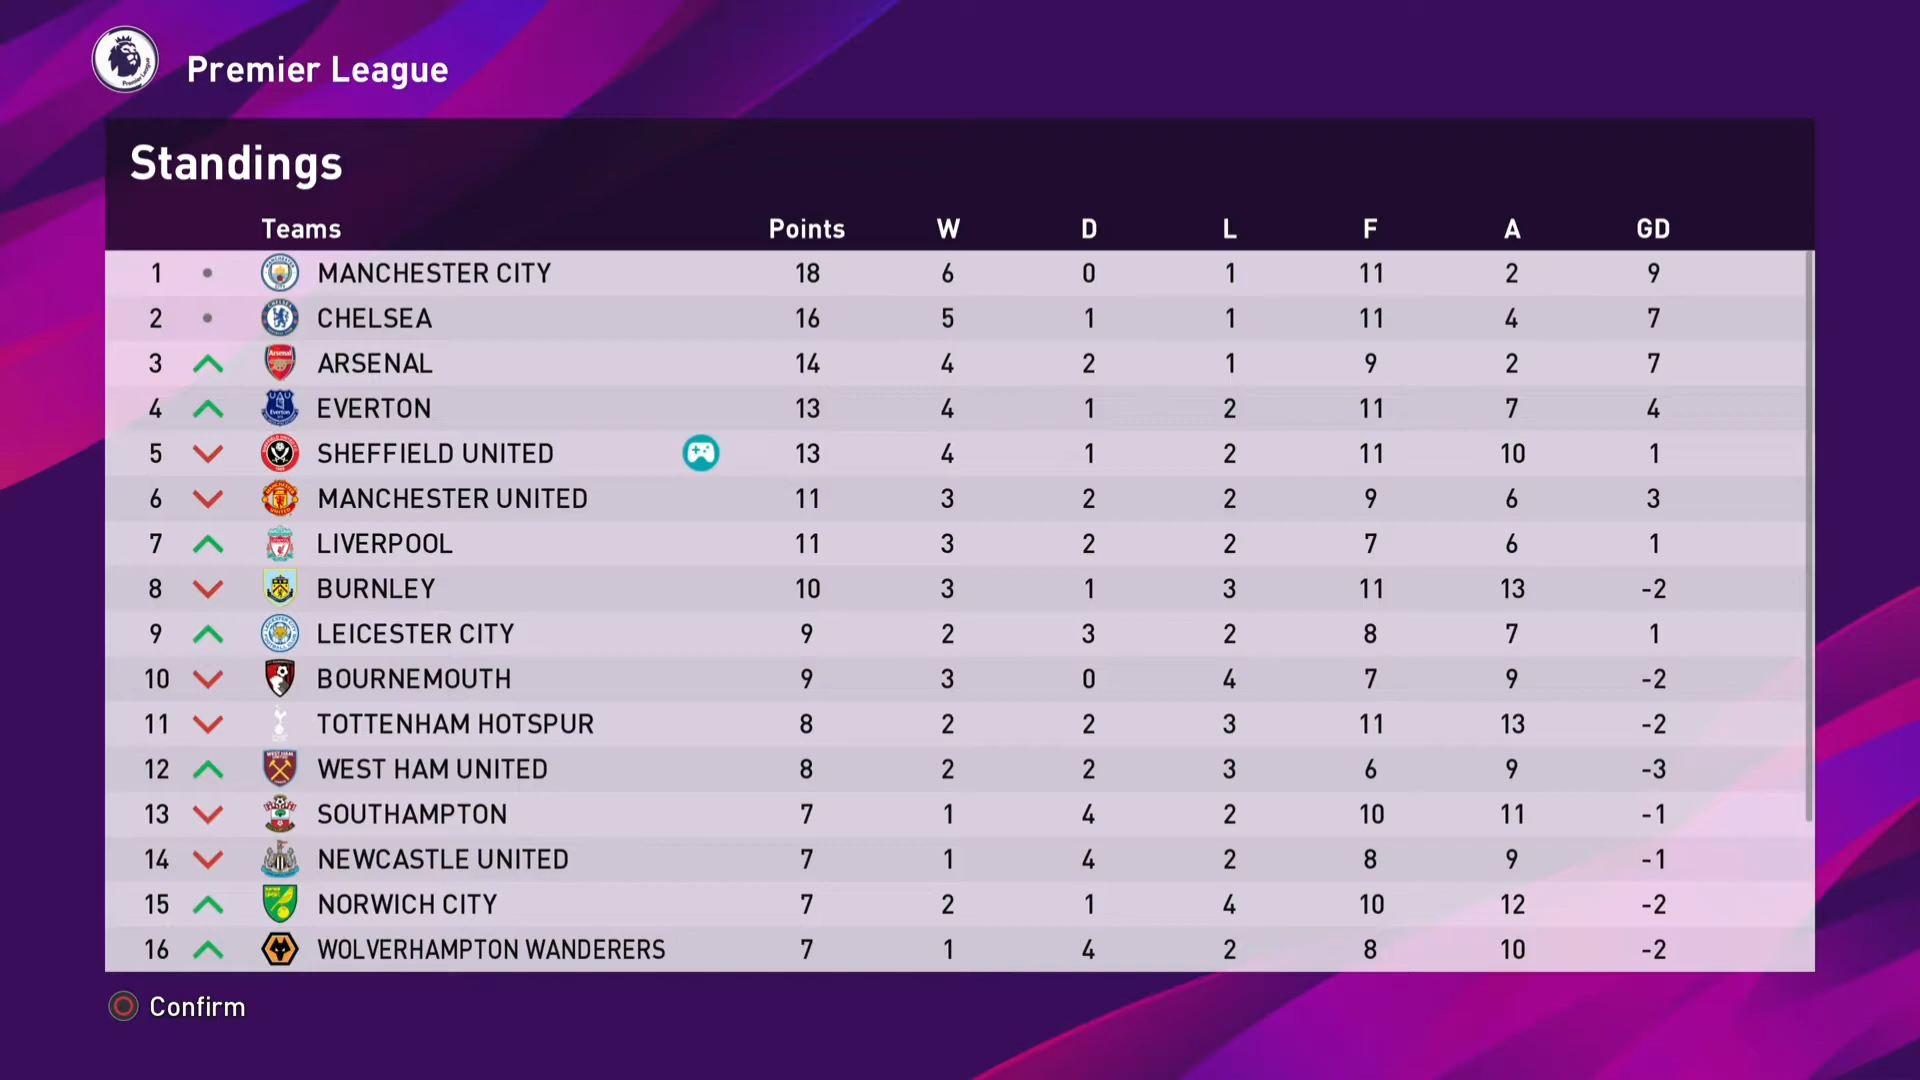 Premier League
Standings
Teams Points W D L F A GD
1 MANCHESTER CITY 18 6 0 1 11 2 9
2 CHELSEA 16 5 1 1 11 4 7
3 ARSENAL 14 4 2 1 9 2 7
4 EVERTON 13 4 1 2 11 7 4
5 SHEFFIELD UNITED 13 4 1 2 11 10 1
6 MANCHESTER UNITED 11 3 2 2 9 6 3
7 LIVERPOOL 11 3 2 2 7 6 1
8 BURNLEY 10 3 1 3 11 13 -2
9 LEICESTER CITY 9 2 3 2 8 7 1
10 BOURNEMOUTH 9 3 0 4 7 9 -2
11 TOTTENHAM HOTSPUR 8 2 2 3 11 13 -2
12 WEST HAM UNITED 8 2 2 3 6 9 -3
13 SOUTHAMPTON 7 1 4 2 10 11 -1
14 NEWCASTLE UNITED 7 1 4 2 8 9 -1
15 NORWICH CITY 7 2 1 4 10 12 -2
16 WOLVERHAMPTON WANDERERS 7 1 4 2 8 10 -2
Confirm